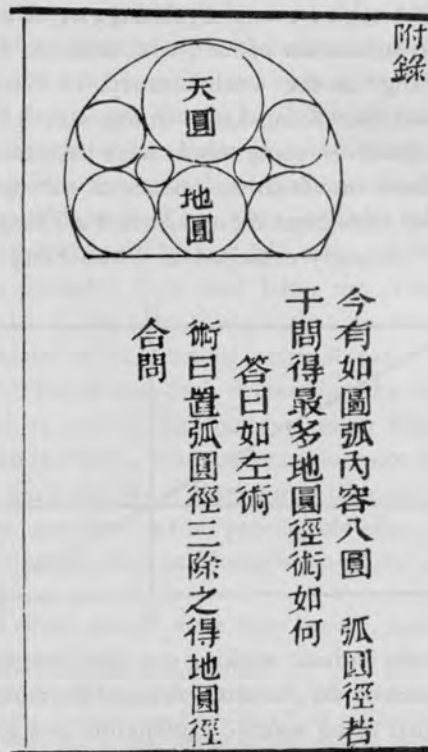 附錄
天圓
地圓
今有如圖弧內容八圓　弧圓徑若
干問得最多地圓徑術如何
答曰如左術
術曰置弧圓徑三除之得地圓徑
合問